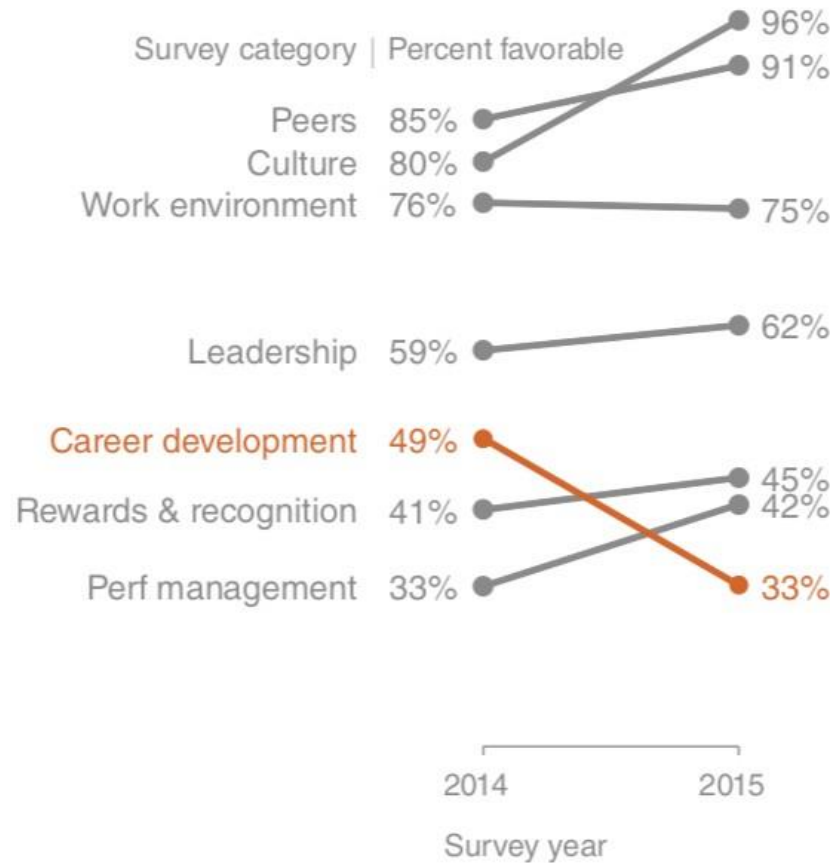 96%
Survey category | Percent favorable
91%
Peers 85%
Culture 80%
Work environment 76% 75%
62%
Leadership 59%
Career development 49%
45%
Rewards & recognition 41% 42%
Perf management 33% 33%
2014 2015
Survey year